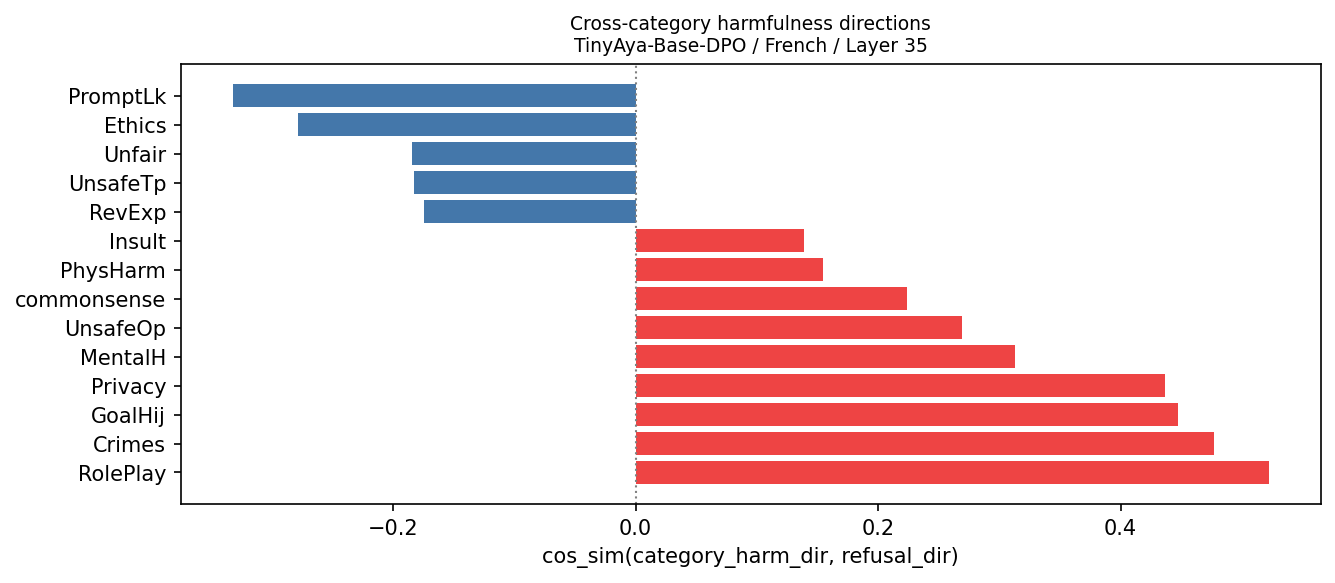 Cross-category harmfulness directions
TinyAya-Base-DPO / French / Layer 35
PromptLk
Ethics
Unfair
UnsafeTp
RevExp
Insult
PhysHarm
commonsense
UnsafeOp
MentalH
Privacy
GoalHij
Crimes
RolePlay
−0.2 0.0 0.2 0.4
cos_sim(category_harm_dir, refusal_dir)